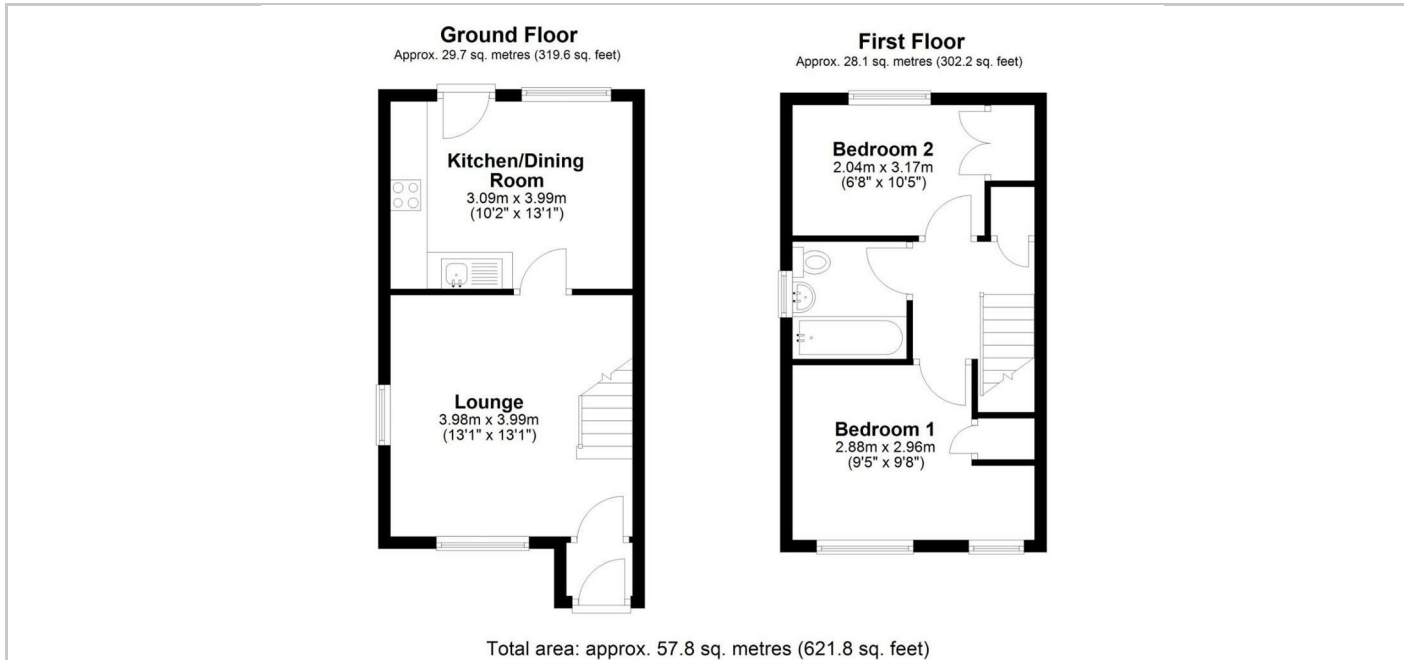 Ground Floor
Approx. 29.7 sq. metres (319.6 sq. feet)
Kitchen/Dining
Room
3.09m x 3.99m
(10'2" x 13'1")
Lounge
3.98m x 3.99m
(13'1" x 13'1")
First Floor
Approx. 28.1 sq. metres (302.2 sq. feet)
Bedroom 2
2.04m x 3.17m
(6'8" x 10'5")
Bedroom 1
2.88m x 2.96m
(9'5" x 9'8")
Total area: approx. 57.8 sq. metres (621.8 sq. feet)